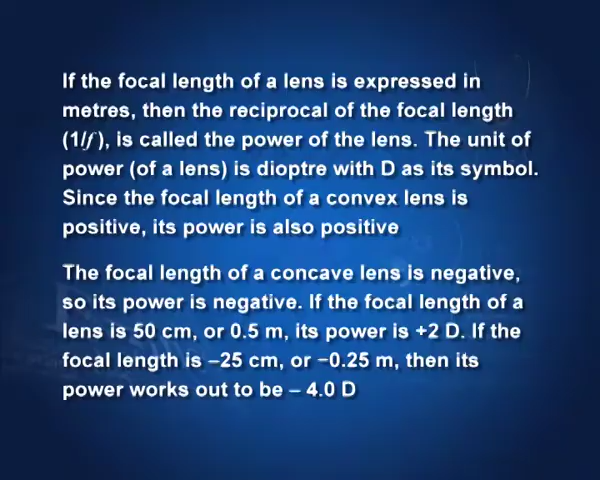 If the focal length of a lens is expressed in
metres, then the reciprocal of the focal length
(1/f), is called the power of the lens. The unit of
power (of a lens) is dioptre with D as its symbol.
Since the focal length of a convex lens is
positive, its power is also positive
The focal length of a concave lens is negative,
so its power is negative. If the focal length of a
lens is 50 cm, or 0.5 m, its power is +2 D. If the
focal length is –25 cm, or −0.25 m, then its
power works out to be – 4.0 D